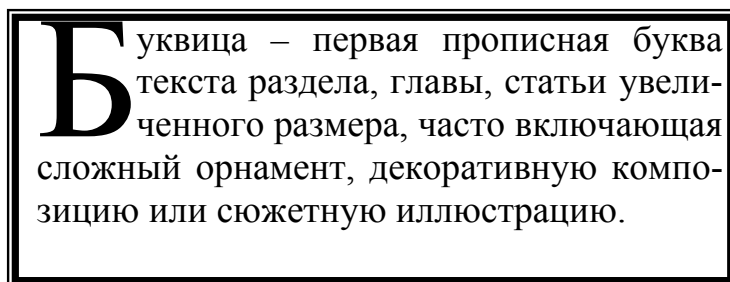 Буквица – первая прописная буква
текста раздела, главы, статьи увели-
ченного размера, часто включающая
сложный орнамент, декоративную компо-
зицию или сюжетную иллюстрацию.